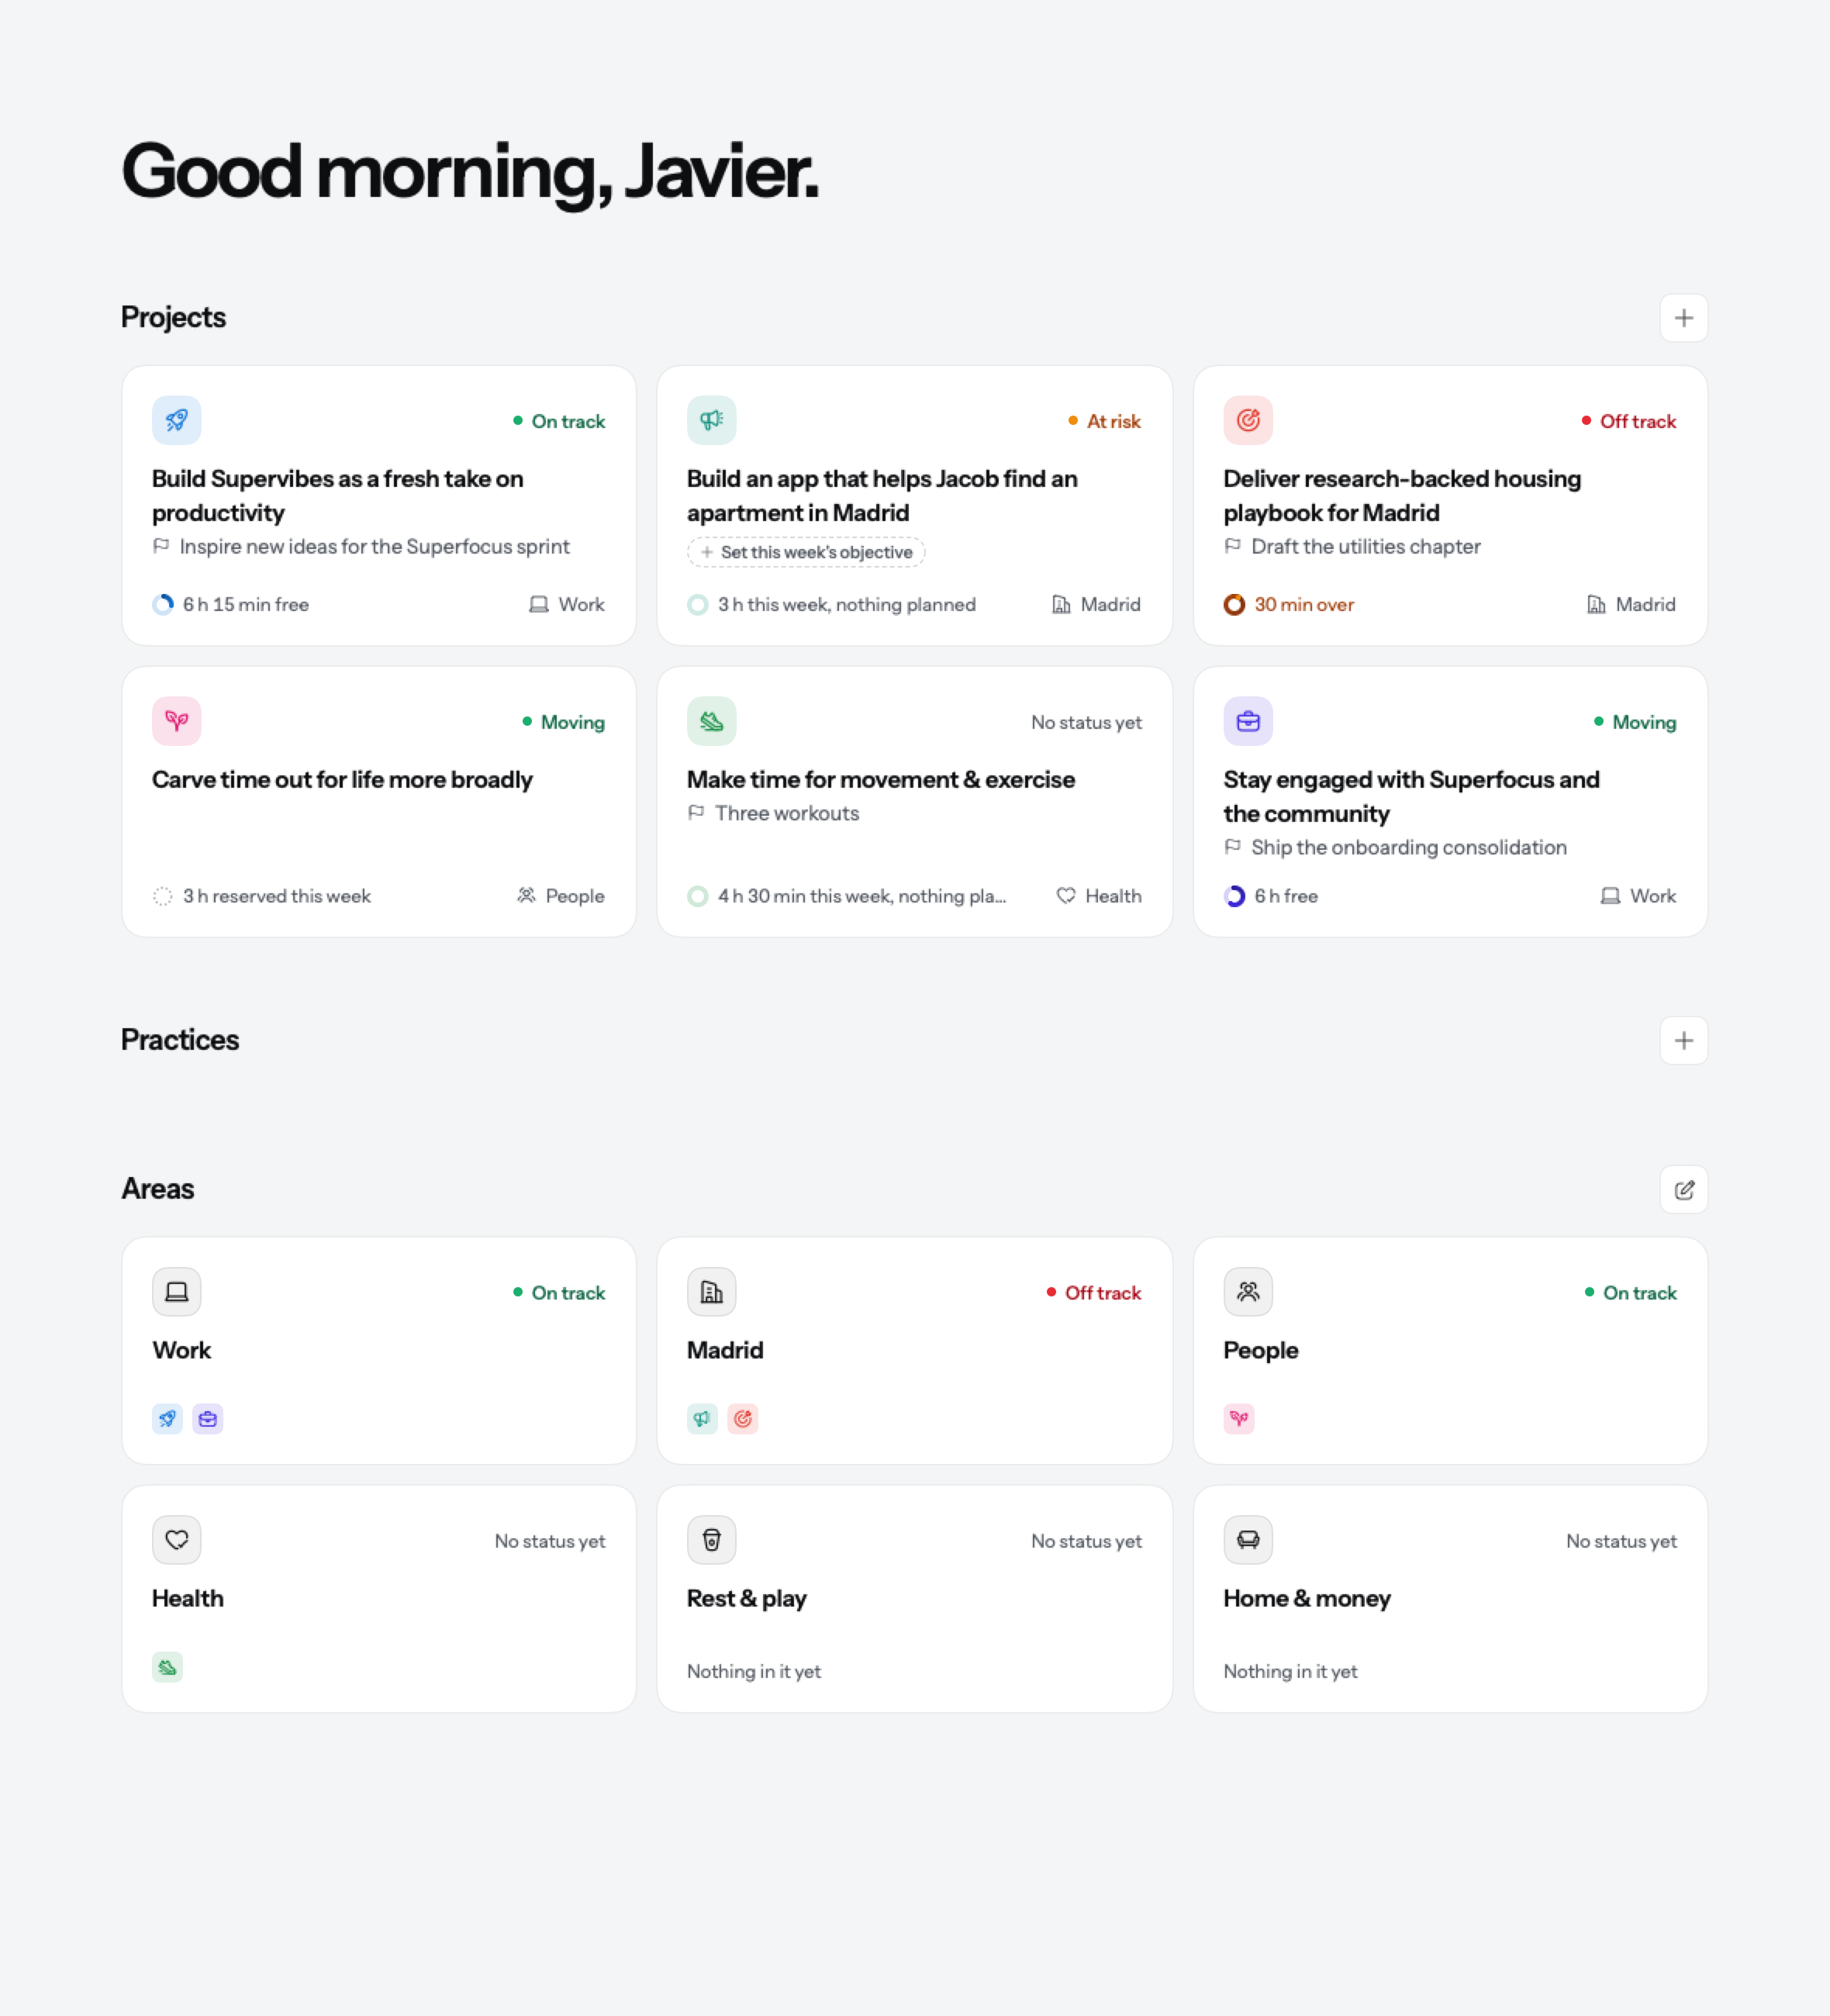 Good morning, Javier.
Projects
On track
Build Supervibes as a fresh take on
productivity
Inspire new ideas for the Superfocus sprint
6 h 15 min free
Work
At risk
Build an app that helps Jacob find an
apartment in Madrid
+ Set this week's objective
3 h this week, nothing planned
Madrid
Off track
Deliver research-backed housing
playbook for Madrid
Draft the utilities chapter
30 min over
Madrid
Moving
Carve time out for life more broadly
3 h reserved this week
People
No status yet
Make time for movement & exercise
Three workouts
4 h 30 min this week, nothing pla...
Health
Moving
Stay engaged with Superfocus and
the community
Ship the onboarding consolidation
6 h free
Work
Practices
Areas
On track
Work
Off track
Madrid
On track
People
No status yet
Health
No status yet
Rest & play
Nothing in it yet
No status yet
Home & money
Nothing in it yet